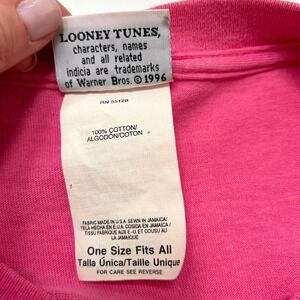 LOONEY TUNES,
characters, names
and all related
indicia are trademarks
of Warner Bros. ©1996
100% COTTON/
ALGODON/COTON
FABRIC MADE IN U.S.A. SEWN IN JAMAICA/
TELA HECHA EN E.U.A. COSIDA EN JAMAICA/
TISSU FABRIQUE AUX E.-U. ET COUSU AU
LA JAMAIQUE
One Size Fits All
Talla Única/Taille Unique
FOR CARE SEE REVERSE